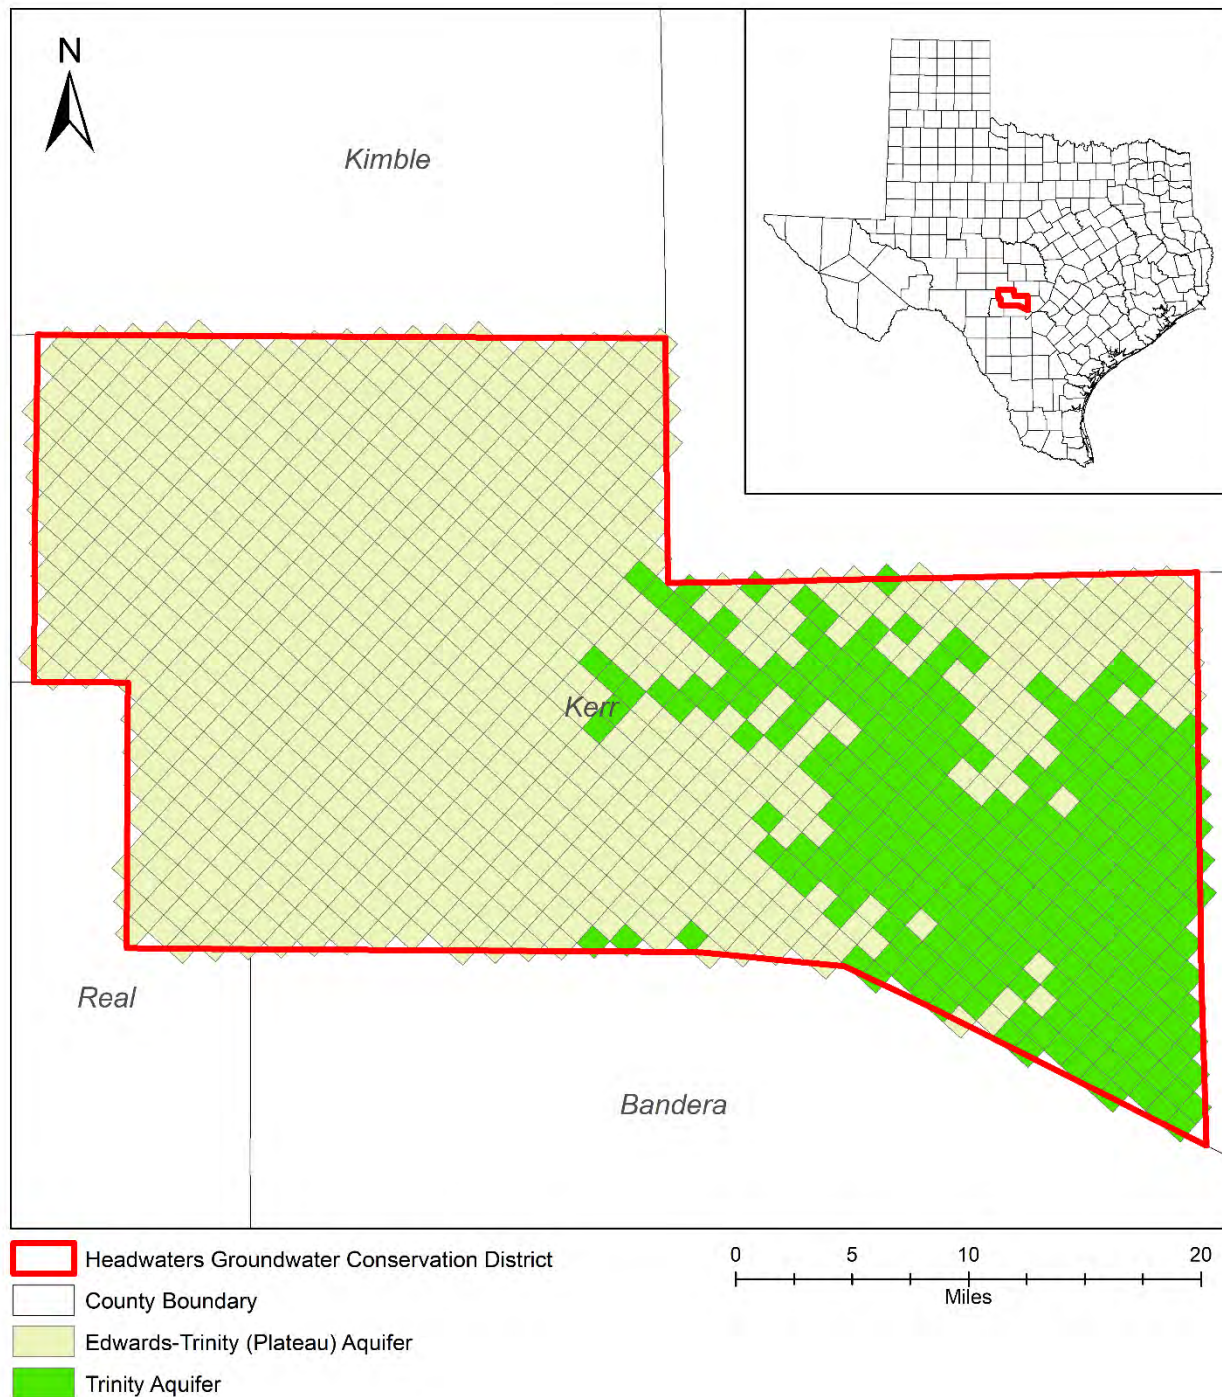 N
Kimble
Kerr
Real
Bandera
Headwaters Groundwater Conservation District
County Boundary
Edwards-Trinity (Plateau) Aquifer
Trinity Aquifer
0 5 10 20
Miles